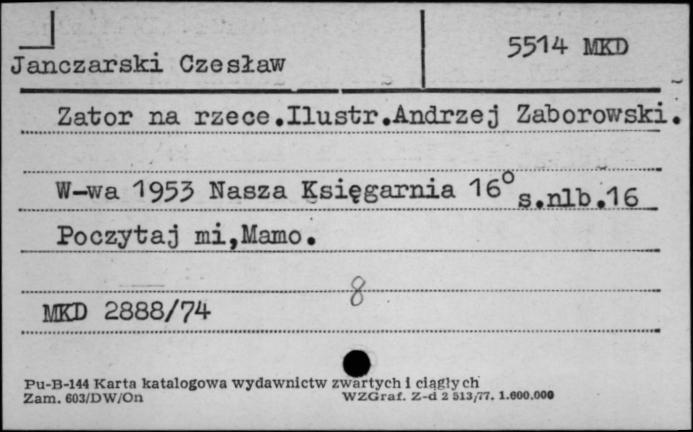 5514 MKD
Janczarski Czesław
Zator na rzece.Ilustr.Andrzej Zaborowski.
W-wa 1953 Nasza Księgarnia 16° s.nlb.16
Poczytaj mi,Mamo.
8
MKD 2888/74
Pu-B-144 Karta katalogowa wydawnictw zwartych i ciągłych
Zam. 603/DW/On WZGraf. Z-d 2 513/77. 1.600.000